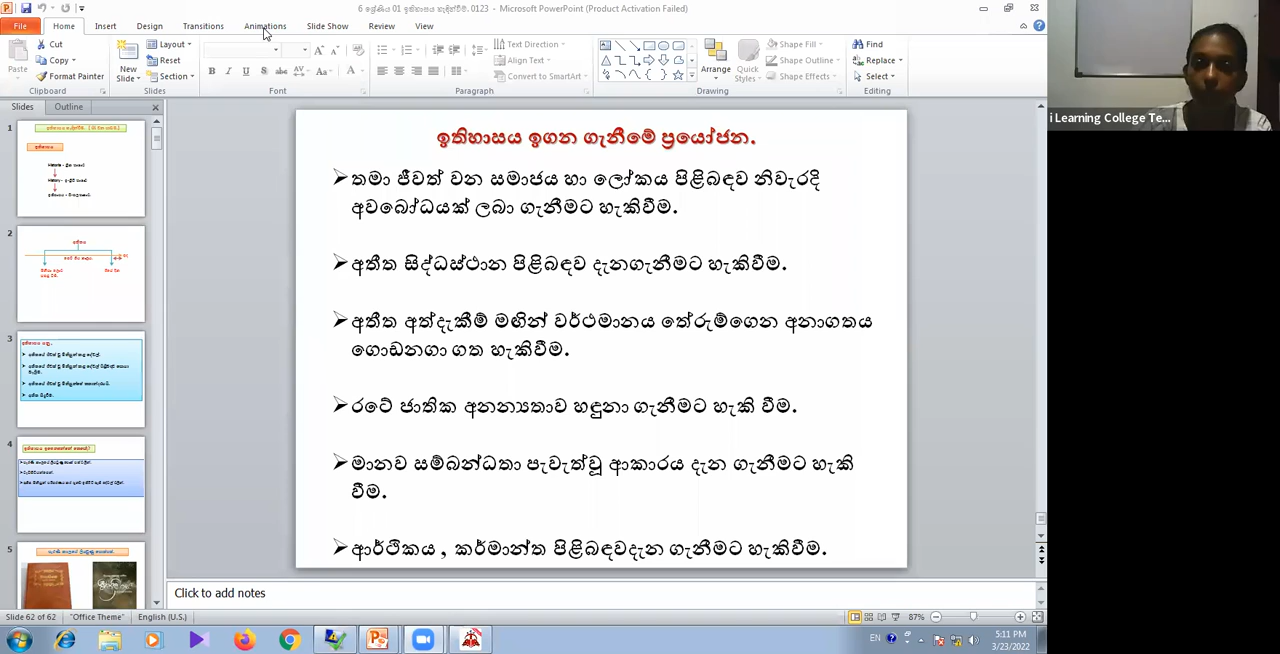 6 ශ්‍රේණිය 01 ඉතිහාසය හැඳින්වීම. 0123 - Microsoft PowerPoint (Product Activation Failed)
File Home Insert Design Transitions Animations Slide Show Review View
Cut
Copy
Format Painter
Paste
Clipboard
New
Slide
Layout
Reset
Section
Slides
Font
Text Direction
Align Text
Convert to SmartArt
Paragraph
Arrange
Quick
Styles
Shape Fill
Shape Outline
Shape Effects
Drawing
Find
Replace
Select
Editing
i Learning College Te...
Slides Outline
1
2
3
4
5
ඉතිහාසය ඉගන ගැනීමේ ප්‍රයෝජන.
තමා ජීවත් වන සමාජය හා ලෝකය පිළිබඳව නිවැරදි
අවබෝධයක් ලබා ගැනීමට හැකිවීම.
අතීත සිද්ධස්ථාන පිළිබඳව දැනගැනීමට හැකිවීම.
අතීත අත්දැකීම් මඟින් වර්ථමානය තේරුම්ගෙන අනාගතය
ගොඩනගා ගත හැකිවීම.
රටේ ජාතික අනන්‍යතාව හඳුනා ගැනීමට හැකි වීම.
මානව සම්බන්ධතා පැවැත්වූ ආකාරය දැන ගැනීමට හැකි
වීම.
ආර්ථිකය , කර්මාන්ත පිළිබඳවදැන ගැනීමට හැකිවීම.
Click to add notes
Slide 62 of 62 "Office Theme" English (U.S.) 87%
EN
5:11 PM
3/23/2022